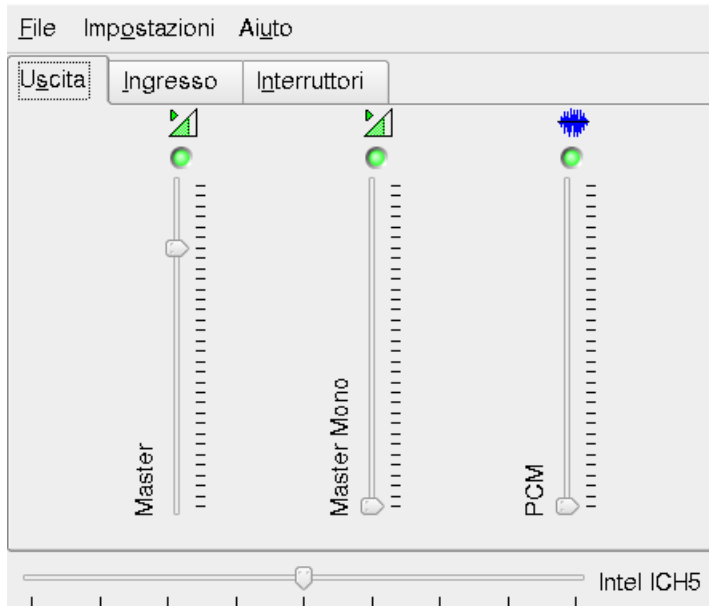 File Impostazioni Aiuto
Uscita Ingresso Interruttori
Master
Master Mono
PCM
Intel ICH5